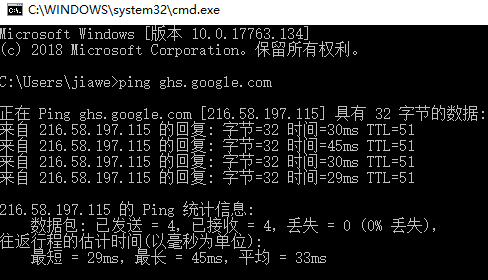 C:\WINDOWS\system32\cmd.exe
Microsoft Windows [版本 10.0.17763.134]
(c) 2018 Microsoft Corporation。保留所有权利。
C:\Users\jiawe>ping ghs.google.com
正在 Ping ghs.google.com [216.58.197.115] 具有 32 字节的数据:
来自 216.58.197.115 的回复: 字节=32 时间=30ms TTL=51
来自 216.58.197.115 的回复: 字节=32 时间=45ms TTL=51
来自 216.58.197.115 的回复: 字节=32 时间=30ms TTL=51
来自 216.58.197.115 的回复: 字节=32 时间=29ms TTL=51
216.58.197.115 的 Ping 统计信息:
数据包: 已发送 = 4，已接收 = 4，丢失 = 0 (0% 丢失)，
往返行程的估计时间(以毫秒为单位):
最短 = 29ms，最长 = 45ms，平均 = 33ms